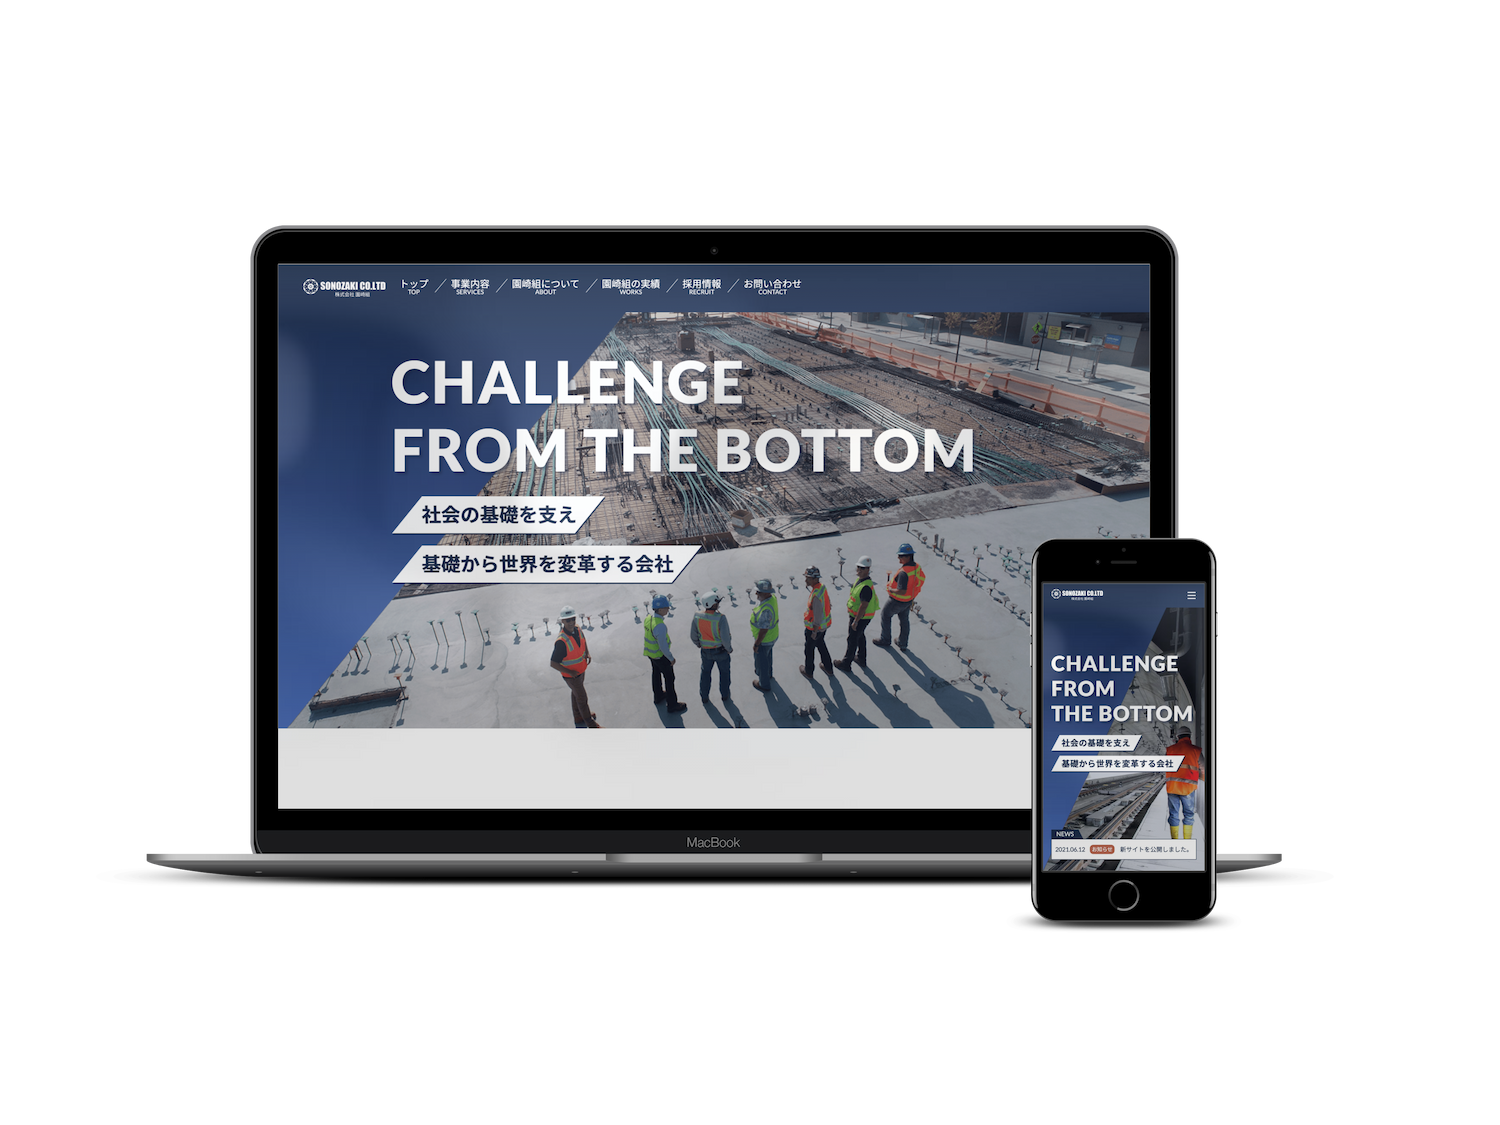 SONOZAKI CO.LTD
株式会社 園崎組
トップ
TOP
事業内容
SERVICES
園崎組について
ABOUT
園崎組の実績
WORKS
採用情報
RECRUIT
お問い合わせ
CONTACT
CHALLENGE
FROM THE BOTTOM
社会の基礎を支え
基礎から世界を変革する会社
MacBook
SONOZAKI CO.LTD
株式会社 園崎組
CHALLENGE
FROM
THE BOTTOM
社会の基礎を支え
基礎から世界を変革する会社
NEWS
2021.06.12 お知らせ 新サイトを公開しました。